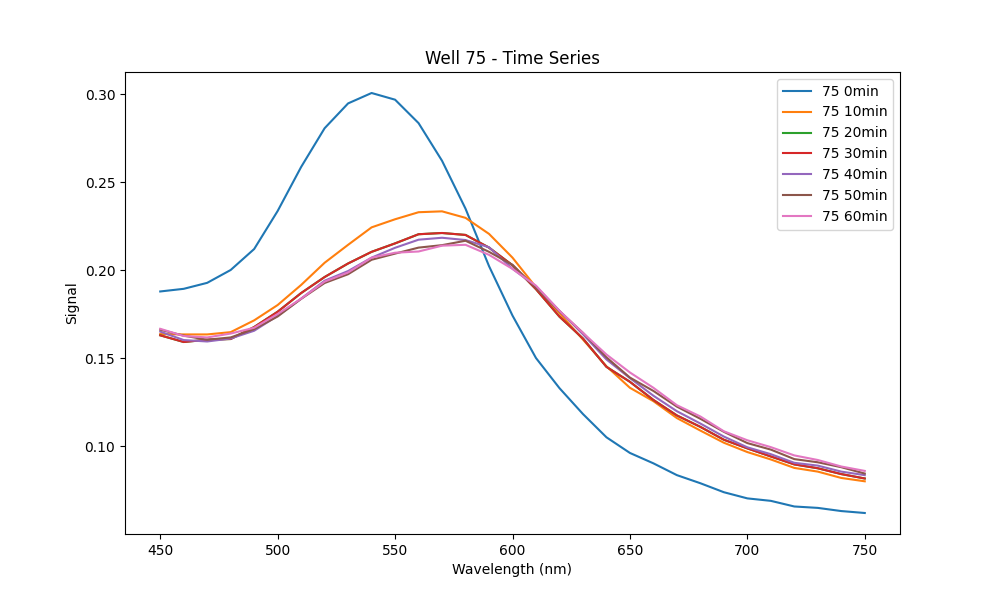 Well 75 - Time Series
Signal
0.30
0.25
0.20
0.15
0.10
450 500 550 600 650 700 750
Wavelength (nm)
75 0min
75 10min
75 20min
75 30min
75 40min
75 50min
75 60min